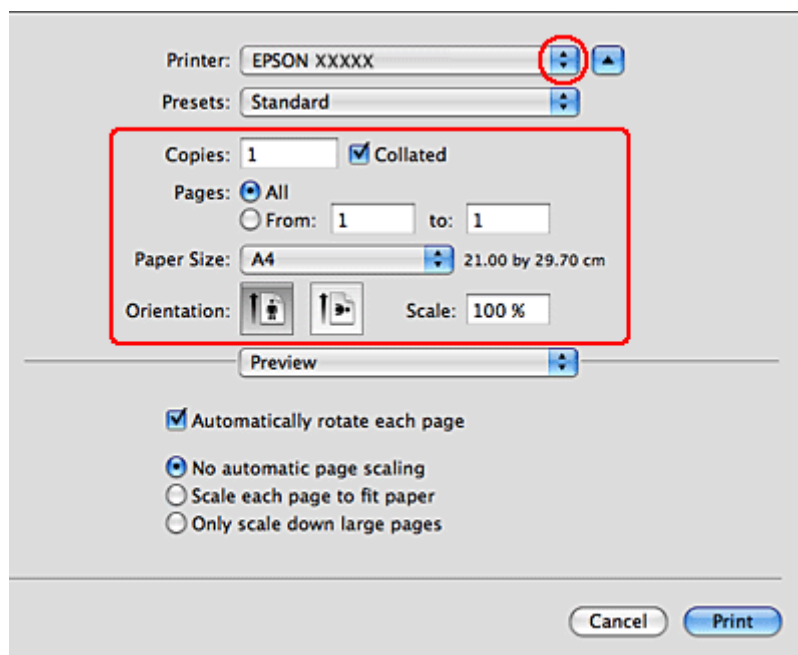 Printer: EPSON XXXXX
Presets: Standard
Copies: 1 Collated
Pages: All
From: 1 to: 1
Paper Size: A4 21.00 by 29.70 cm
Orientation: Scale: 100 %
Preview
Automatically rotate each page
No automatic page scaling
Scale each page to fit paper
Only scale down large pages
Cancel Print